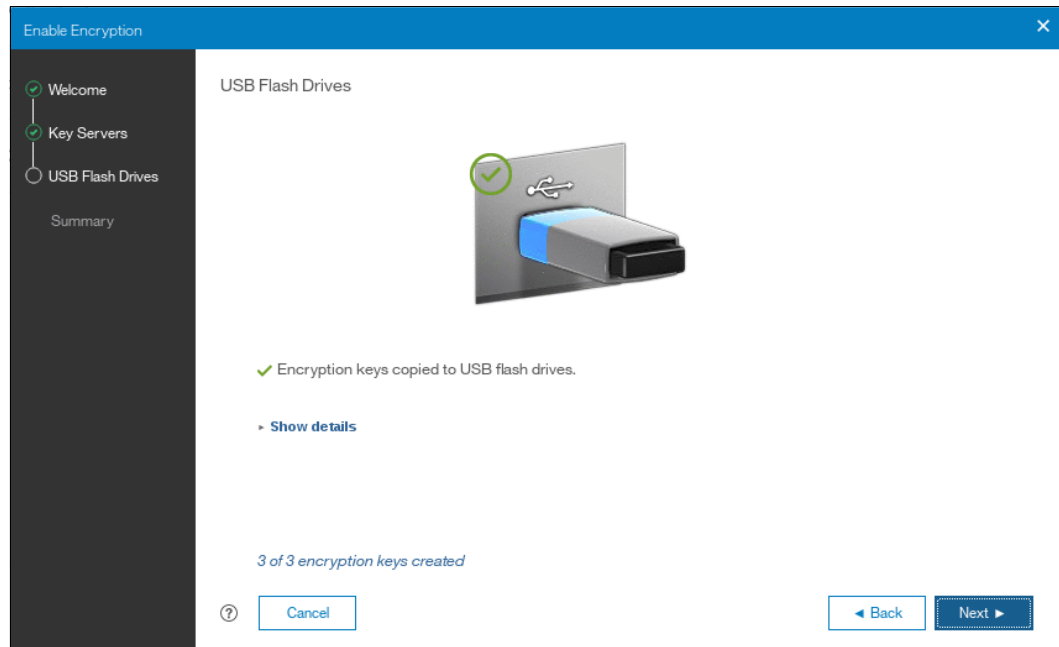 Enable Encryption
Welcome
Key Servers
USB Flash Drives
Summary
USB Flash Drives
Encryption keys copied to USB flash drives.
Show details
3 of 3 encryption keys created
? Cancel ◄ Back Next ►